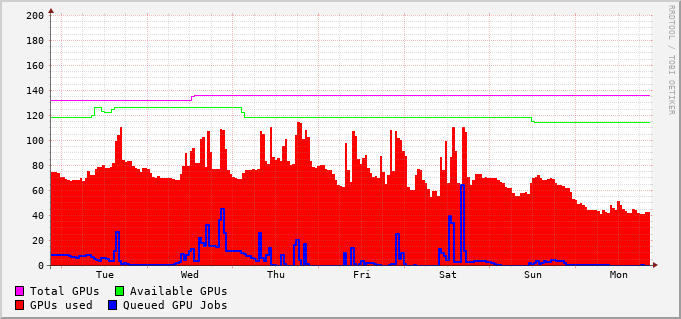 200
180
160
140
120
100
80
60
40
20
0
Tue Wed Thu Fri Sat Sun Mon
Total GPUs Available GPUs
GPUs used Queued GPU Jobs
RRDTOOL / TOBI OETIKER